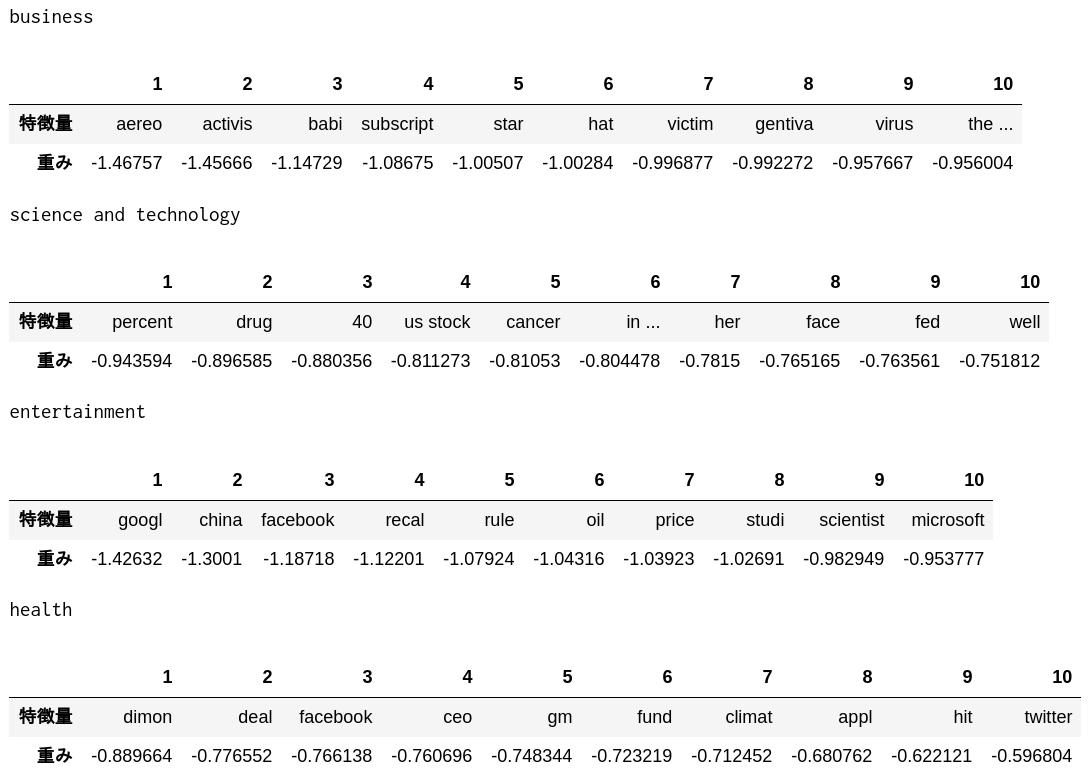 business
1 2 3 4 5 6 7 8 9 10
特徴量 aereo activis babi subscript star hat victim gentiva virus the ...
重み -1.46757 -1.45666 -1.14729 -1.08675 -1.00507 -1.00284 -0.996877 -0.992272 -0.957667 -0.956004
science and technology
1 2 3 4 5 6 7 8 9 10
特徴量 percent drug 40 us stock cancer in ... her face fed well
重み -0.943594 -0.896585 -0.880356 -0.811273 -0.81053 -0.804478 -0.7815 -0.765165 -0.763561 -0.751812
entertainment
1 2 3 4 5 6 7 8 9 10
特徴量 googl china facebook recal rule oil price studi scientist microsoft
重み -1.42632 -1.3001 -1.18718 -1.12201 -1.07924 -1.04316 -1.03923 -1.02691 -0.982949 -0.953777
health
1 2 3 4 5 6 7 8 9 10
特徴量 dimon deal facebook ceo gm fund climat appl hit twitter
重み -0.889664 -0.776552 -0.766138 -0.760696 -0.748344 -0.723219 -0.712452 -0.680762 -0.622121 -0.596804